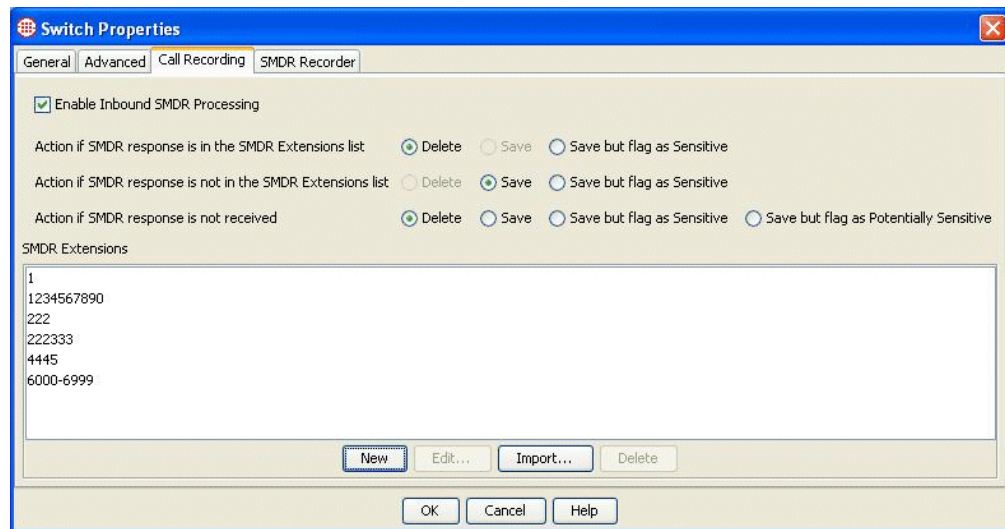 Switch Properties
General Advanced Call Recording SMDR Recorder
Enable Inbound SMDR Processing
Action if SMDR response is in the SMDR Extensions list Delete Save Save but flag as Sensitive
Action if SMDR response is not in the SMDR Extensions list Delete Save Save but flag as Sensitive
Action if SMDR response is not received Delete Save Save but flag as Sensitive Save but flag as Potentially Sensitive
SMDR Extensions
1
1234567890
222
222333
4445
6000-6999
New Edit... Import... Delete
OK Cancel Help